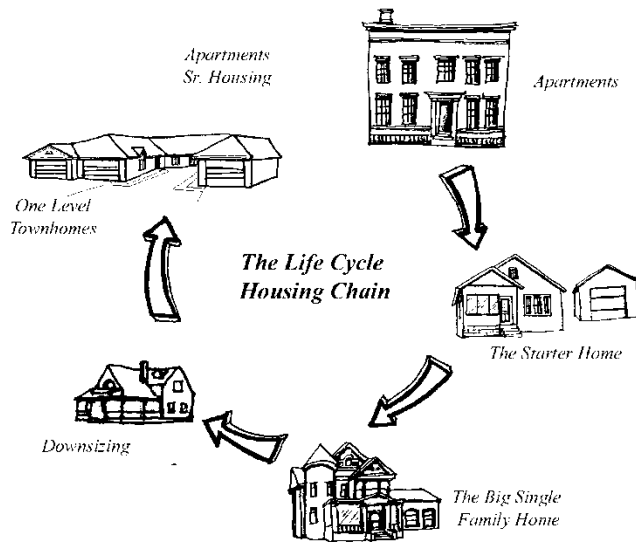 Apartments
Sr. Housing
Apartments
One Level
Townhomes
The Life Cycle
Housing Chain
The Starter Home
Downsizing
The Big Single
Family Home